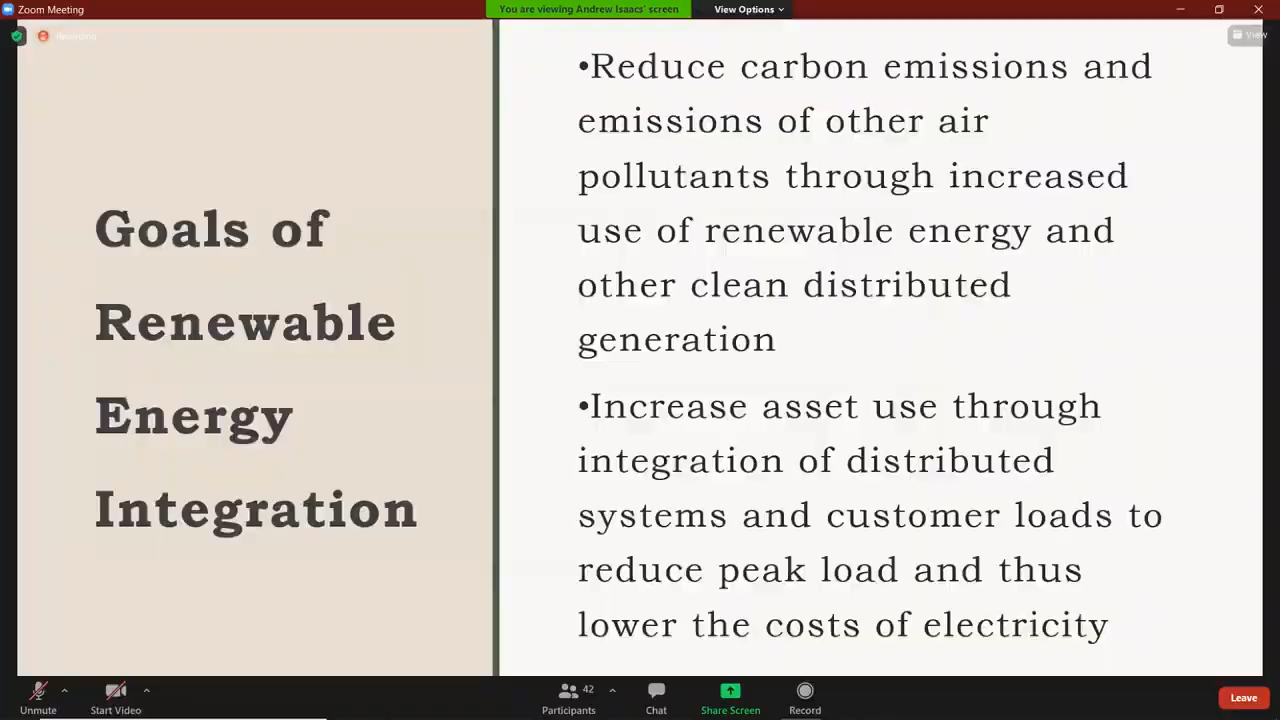 Zoom Meeting
You are viewing Andrew Isaacs' screen
View Options
Recording
View
Goals of
Renewable
Energy
Integration
•Reduce carbon emissions and
emissions of other air
pollutants through increased
use of renewable energy and
other clean distributed
generation
•Increase asset use through
integration of distributed
systems and customer loads to
reduce peak load and thus
lower the costs of electricity
Unmute
Start Video
42
Participants
Chat
Share Screen
Record
Leave